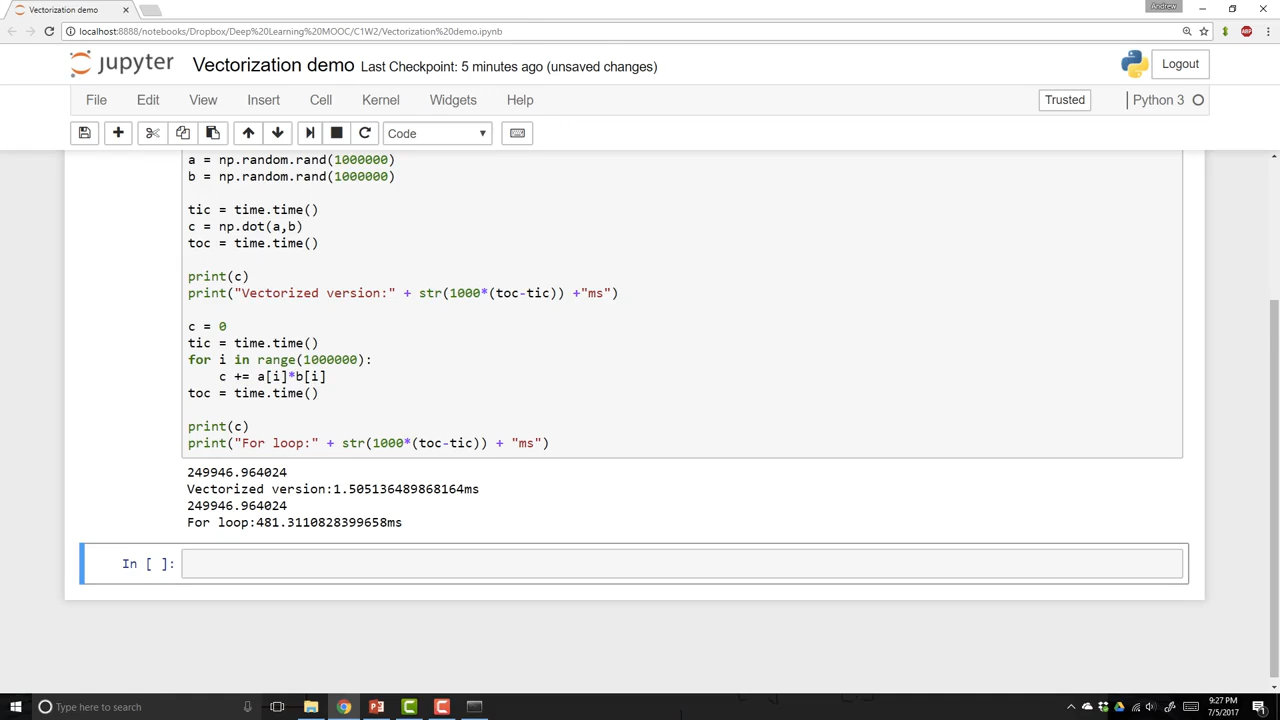 Vectorization demo
Andrew
localhost:8888/notebooks/Dropbox/Deep%20Learning%20MOOC/C1W2/Vectorization%20demo.ipynb
ABP
jupyter Vectorization demo Last Checkpoint: 5 minutes ago (unsaved changes)
Logout
File Edit View Insert Cell Kernel Widgets Help
Trusted
Python 3
Code
a = np.random.rand(1000000)
b = np.random.rand(1000000)
tic = time.time()
c = np.dot(a,b)
toc = time.time()
print(c)
print("Vectorized version:" + str(1000*(toc-tic)) +"ms")
c = 0
tic = time.time()
for i in range(1000000):
c += a[i]*b[i]
toc = time.time()
print(c)
print("For loop:" + str(1000*(toc-tic)) + "ms")
249946.964024
Vectorized version:1.505136489868164ms
249946.964024
For loop:481.3110828399658ms
In [ ]:
Type here to search
9:27 PM
7/5/2017